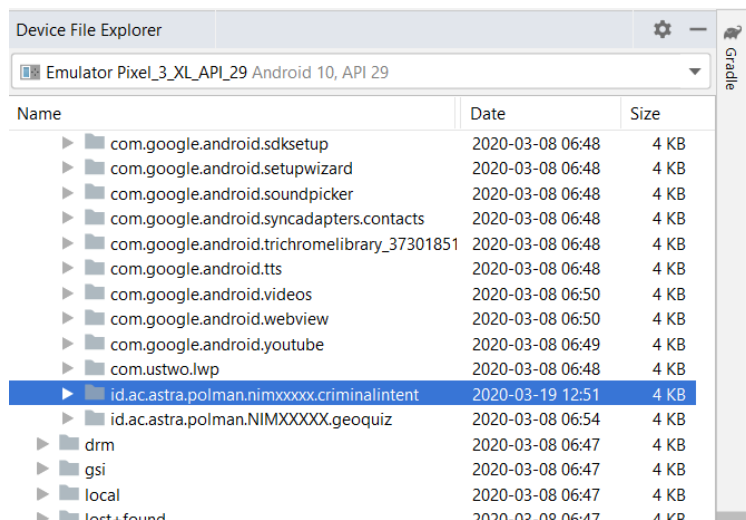 Device File Explorer
Emulator Pixel_3_XL_API_29 Android 10, API 29
Gradle
Name Date Size
com.google.android.sdksetup 2020-03-08 06:48 4 KB
com.google.android.setupwizard 2020-03-08 06:48 4 KB
com.google.android.soundpicker 2020-03-08 06:48 4 KB
com.google.android.syncadapters.contacts 2020-03-08 06:48 4 KB
com.google.android.trichromelibrary_37301851 2020-03-08 06:48 4 KB
com.google.android.tts 2020-03-08 06:48 4 KB
com.google.android.videos 2020-03-08 06:50 4 KB
com.google.android.webview 2020-03-08 06:50 4 KB
com.google.android.youtube 2020-03-08 06:49 4 KB
com.ustwo.lwp 2020-03-08 06:48 4 KB
id.ac.astra.polman.nimxxxxx.criminalintent 2020-03-19 12:51 4 KB
id.ac.astra.polman.NIMXXXXX.geoquiz 2020-03-08 06:54 4 KB
drm 2020-03-08 06:47 4 KB
gsi 2020-03-08 06:47 4 KB
local 2020-03-08 06:47 4 KB
lost+found 2020-03-08 06:47 4 KB